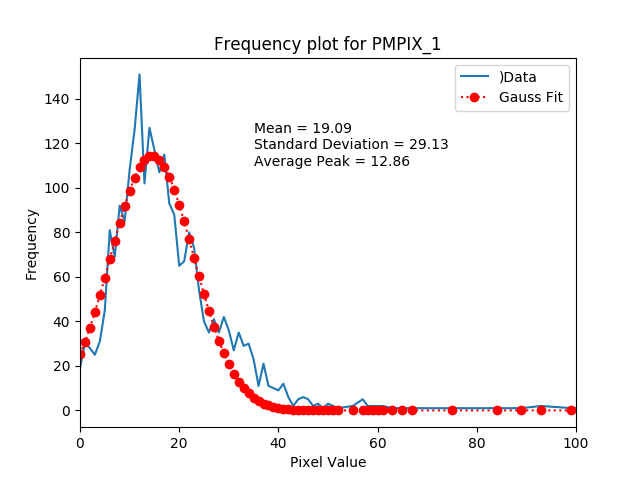 Frequency plot for PMPIX_1
)Data
Gauss Fit
Mean = 19.09
Standard Deviation = 29.13
Average Peak = 12.86
Frequency
140
120
100
80
60
40
20
0
0 20 40 60 80 100
Pixel Value